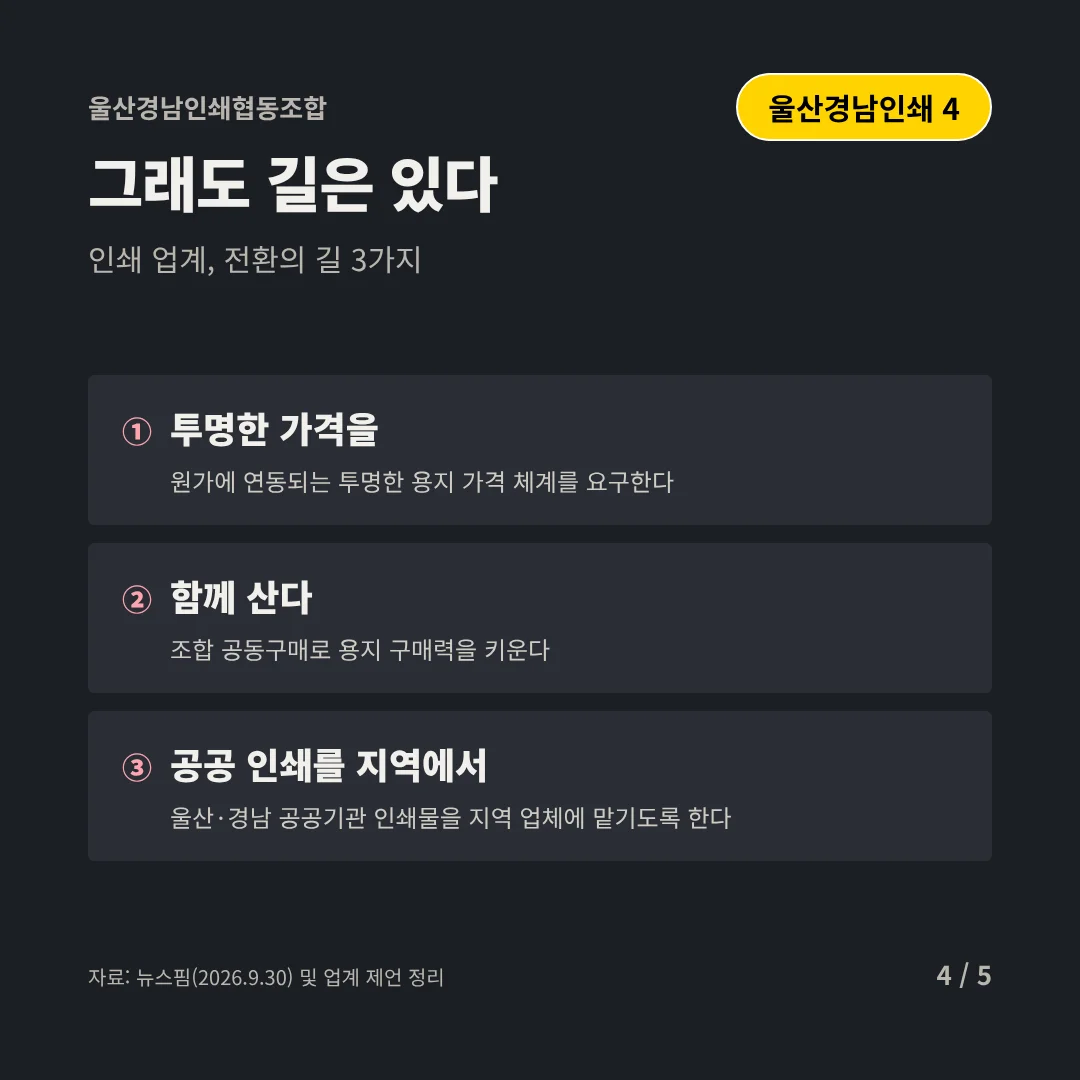 울산경남인쇄협동조합
울산경남인쇄 4
그래도 길은 있다
인쇄 업계, 전환의 길 3가지
① 투명한 가격을
원가에 연동되는 투명한 용지 가격 체계를 요구한다
② 함께 산다
조합 공동구매로 용지 구매력을 키운다
③ 공공 인쇄를 지역에서
울산·경남 공공기관 인쇄물을 지역 업체에 맡기도록 한다
자료: 뉴스핌(2026.9.30) 및 업계 제언 정리
4 / 5